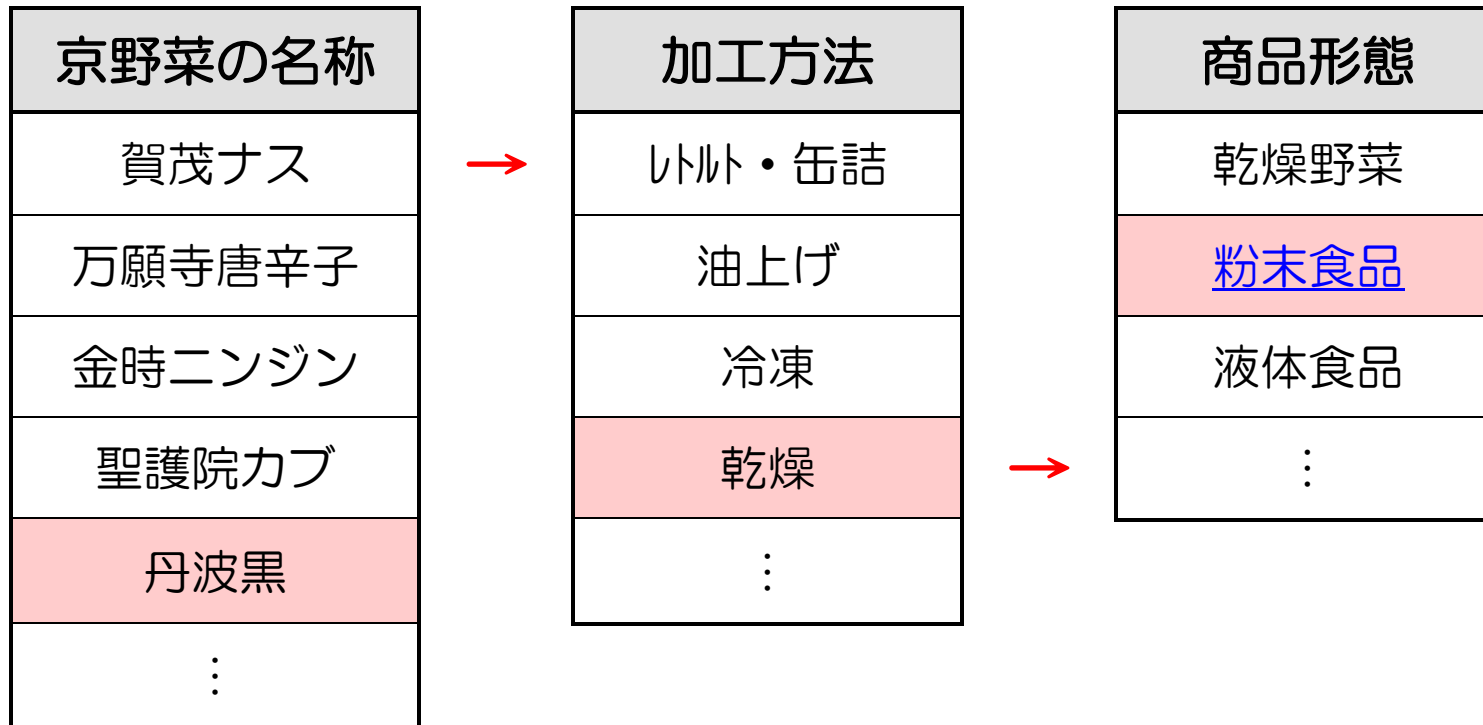 京野菜の名称
賀茂ナス
万願寺唐辛子
金時ニンジン
聖護院カブ
丹波黒
⋮
→
加工方法
ﾚﾄﾙﾄ・缶詰
油上げ
冷凍
乾燥
⋮
→
商品形態
乾燥野菜
粉末食品
液体食品
⋮